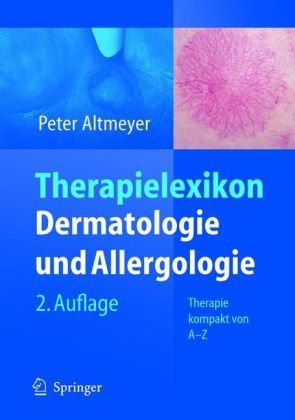 Peter Altmeyer
Therapielexikon
Dermatologie
und Allergologie
2. Auflage
Therapie
kompakt von
A–Z
Springer